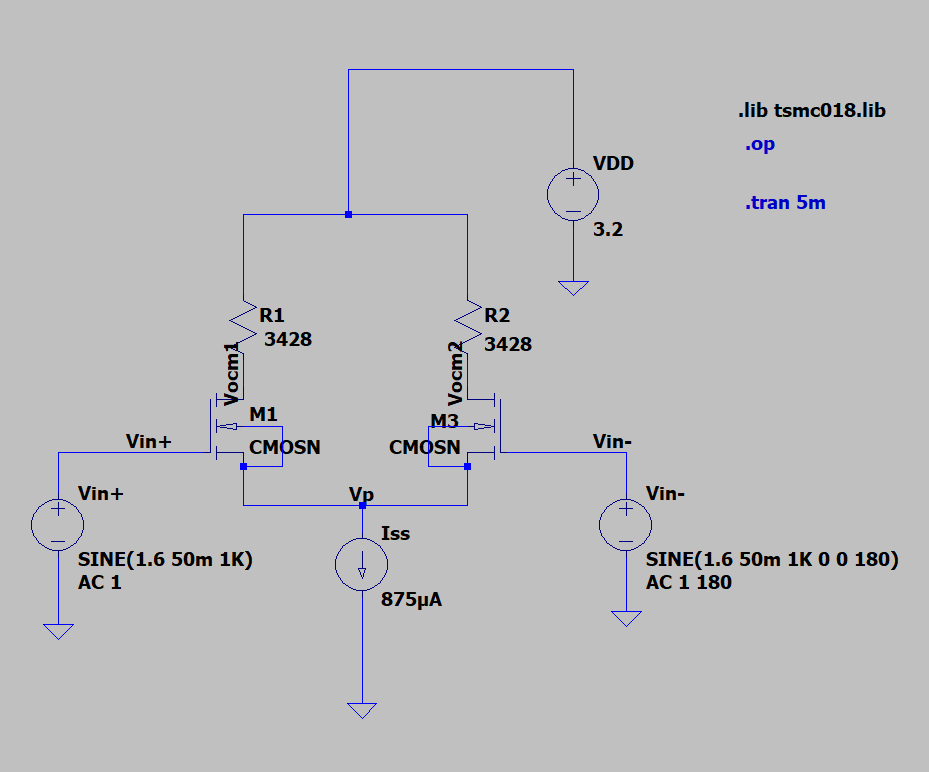 .lib tsmc018.lib
.op
VDD
.tran 5m
3.2
R1
R2
3428
3428
Vocm1
Vocm2
M1
M3
Vin+
CMOSN
CMOSN
Vin-
Vin+
Vp
Vin-
Iss
SINE(1.6 50m 1K)
SINE(1.6 50m 1K 0 0 180)
AC 1
AC 1 180
875µA